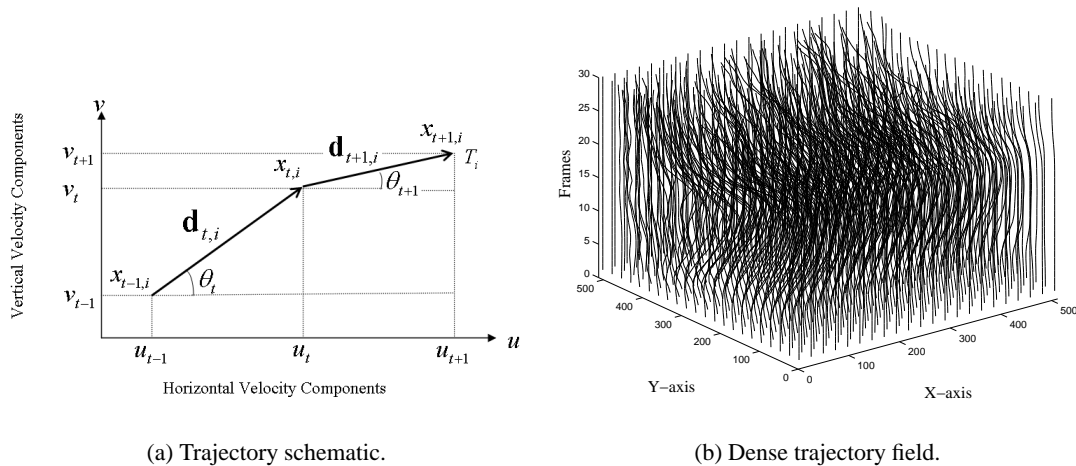 v
Vertical Velocity Components
v_{t+1}
v_t
v_{t-1}
x_{t-1,i}
d_{t,i}
θ_t
x_{t,i}
d_{t+1,i}
θ_{t+1}
x_{t+1,i}
T_i
u_{t-1}
u_t
u_{t+1}
u
Horizontal Velocity Components
(a) Trajectory schematic.
Frames
30
25
20
15
10
5
0
500
400
300
200
100
0
Y-axis
0
100
200
300
400
500
X-axis
(b) Dense trajectory field.